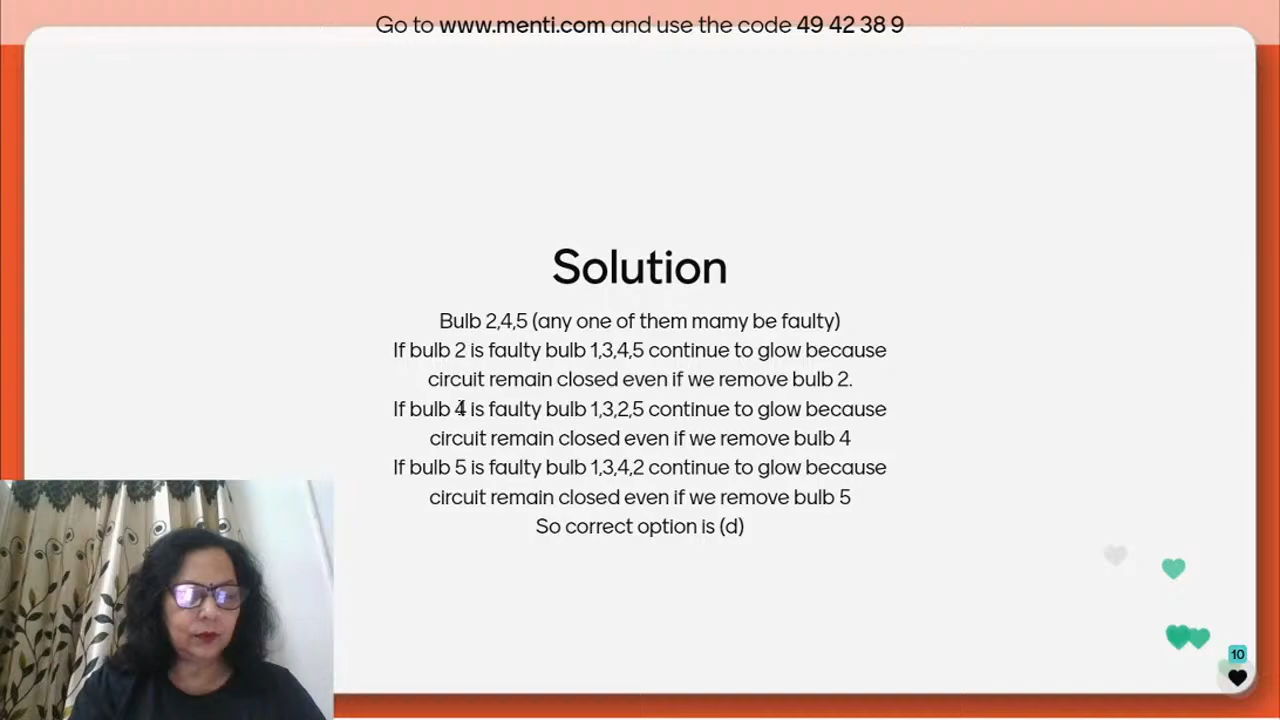 Go to www.menti.com and use the code 49 42 38 9
Solution
Bulb 2,4,5 (any one of them mamy be faulty)
If bulb 2 is faulty bulb 1,3,4,5 continue to glow because
circuit remain closed even if we remove bulb 2.
If bulb 4 is faulty bulb 1,3,2,5 continue to glow because
circuit remain closed even if we remove bulb 4
If bulb 5 is faulty bulb 1,3,4,2 continue to glow because
circuit remain closed even if we remove bulb 5
So correct option is (d)
10